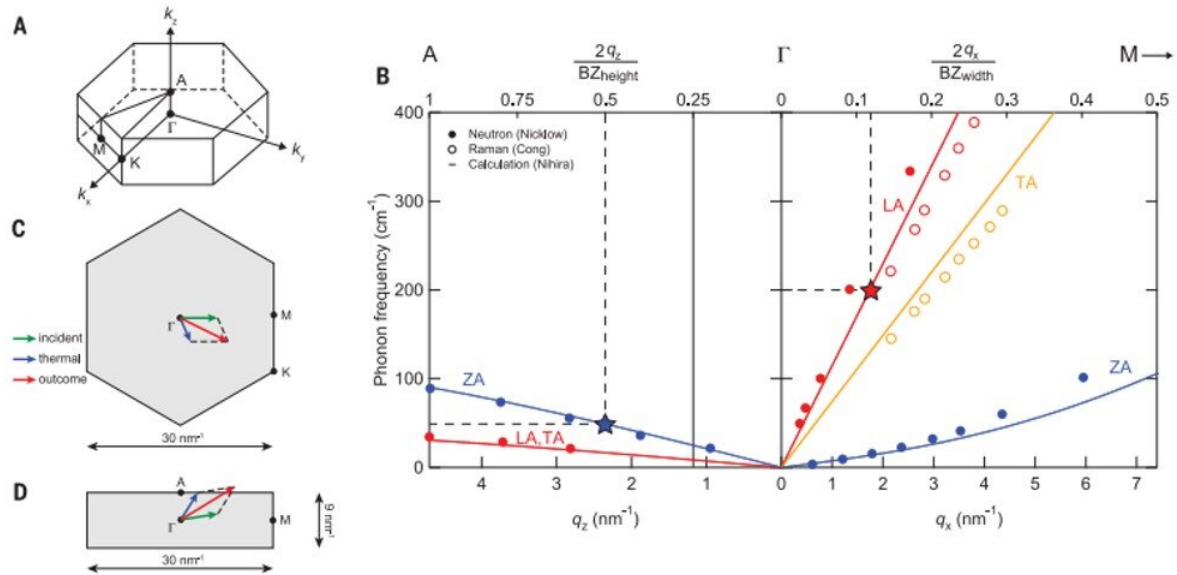 A
k_z
A
Γ
M
K
k_y
k_x
C
Γ
M
K
incident
thermal
outcome
30 nm⁻¹
D
A
Γ
M
9 nm⁻¹
30 nm⁻¹
B
A
2q_z / BZ_height
Γ
2q_x / BZ_width
M
1 0.75 0.5 0.25 0 0.1 0.2 0.3 0.4 0.5
Phonon frequency (cm⁻¹)
400
300
200
100
0
Neutron (Nicklow)
Raman (Cong)
Calculation (Nihira)
LA
TA
ZA
LA,TA
ZA
4 3 2 1 0 1 2 3 4 5 6 7
q_z (nm⁻¹)
q_x (nm⁻¹)